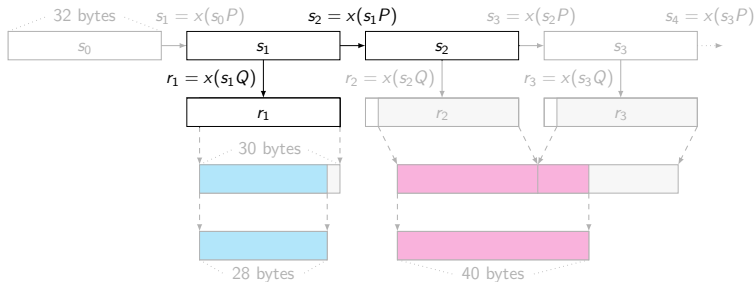 32 bytes
s₁ = x(s₀P)
s₂ = x(s₁P)
s₃ = x(s₂P)
s₄ = x(s₃P)
s₀
s₁
s₂
s₃
r₁ = x(s₁Q)
r₂ = x(s₂Q)
r₃ = x(s₃Q)
r₁
r₂
r₃
30 bytes
28 bytes
40 bytes